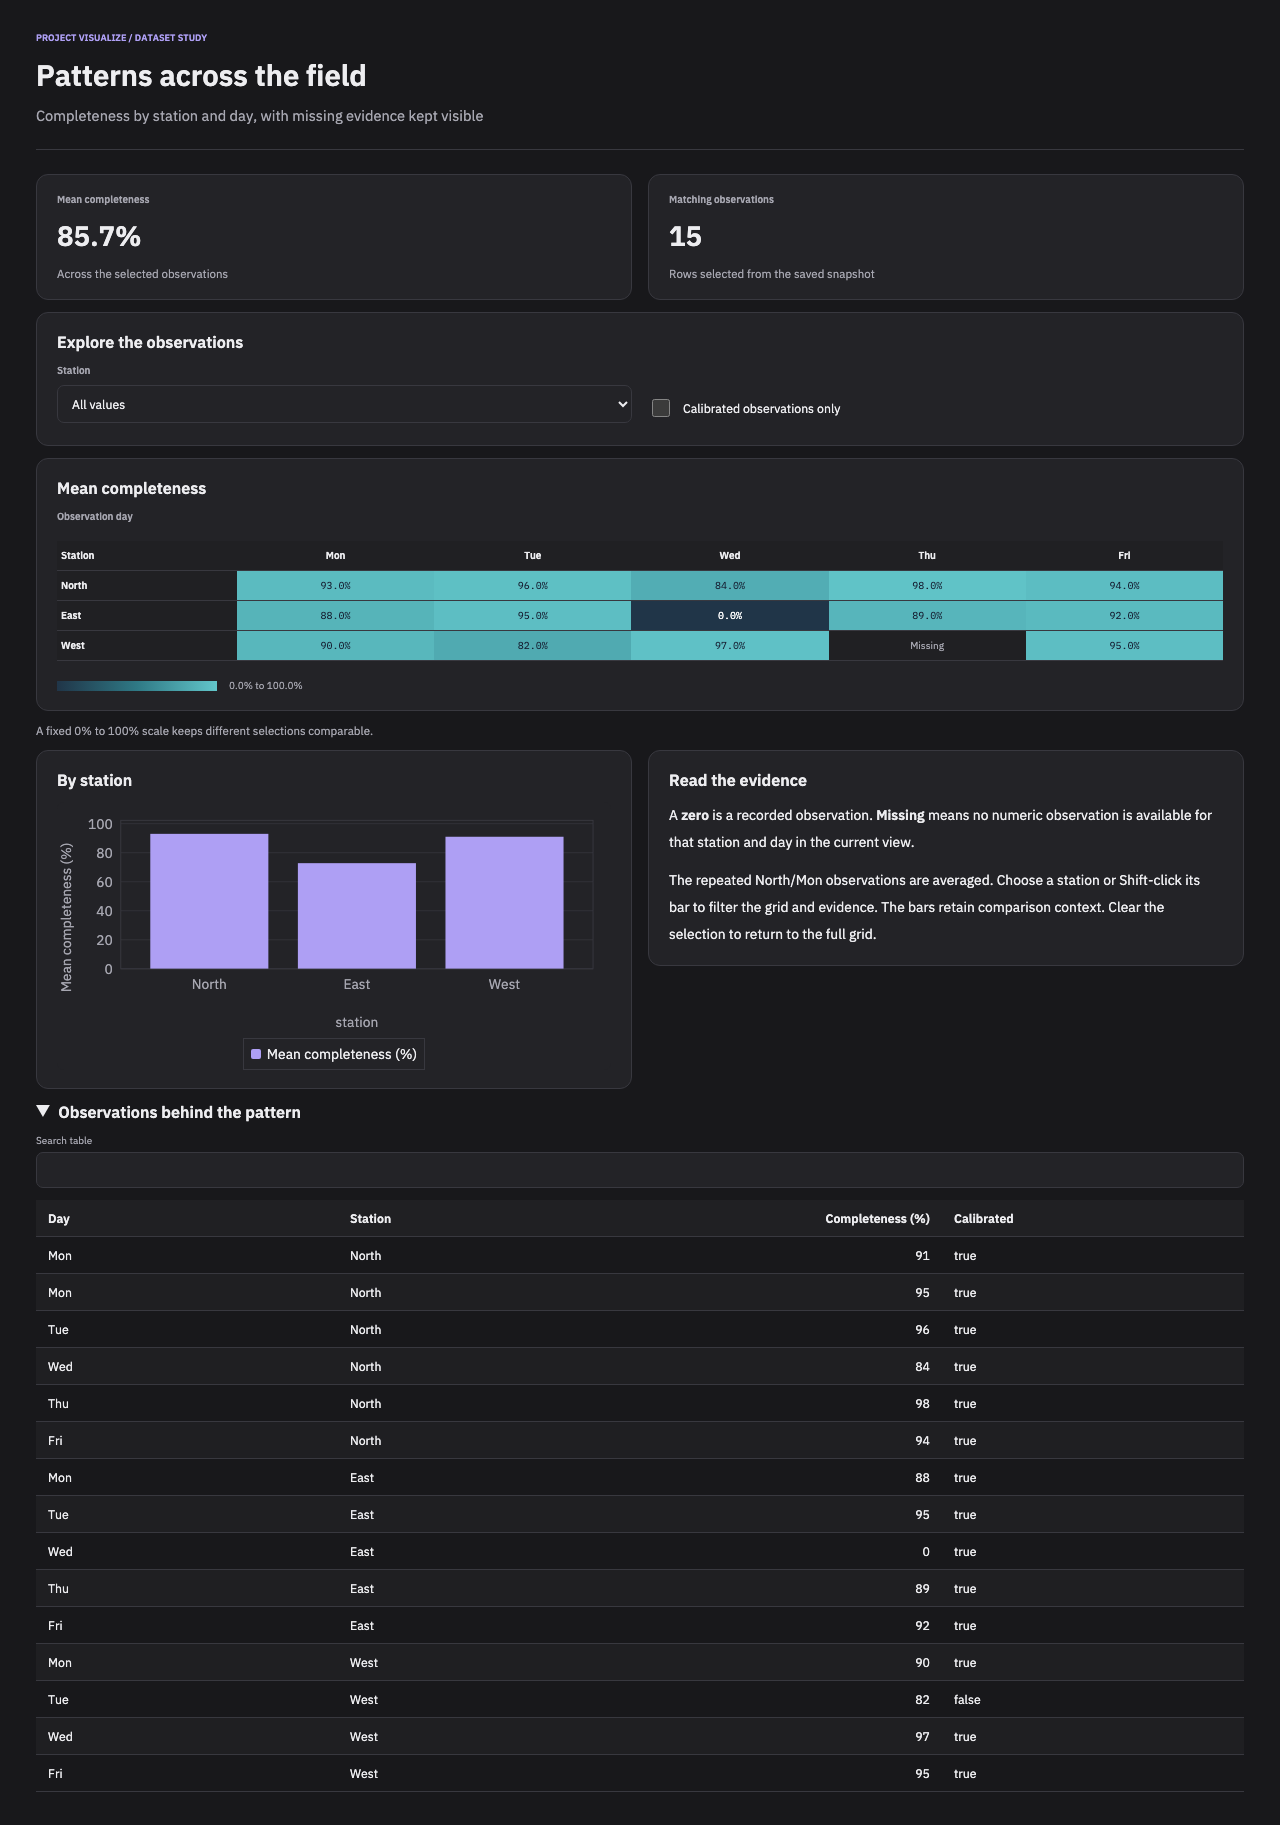 PROJECT VISUALIZE / DATASET STUDY
Patterns across the field
Completeness by station and day, with missing evidence kept visible
Mean completeness
85.7%
Across the selected observations
Matching observations
15
Rows selected from the saved snapshot
Explore the observations
Station
All values
Calibrated observations only
Mean completeness
Observation day
Station Mon Tue Wed Thu Fri
North 93.0% 96.0% 84.0% 98.0% 94.0%
East 88.0% 95.0% 0.0% 89.0% 92.0%
West 90.0% 82.0% 97.0% Missing 95.0%
0.0% to 100.0%
A fixed 0% to 100% scale keeps different selections comparable.
By station
Mean completeness (%)
100
80
60
40
20
0
North East West
station
Mean completeness (%)
Read the evidence
A zero is a recorded observation. Missing means no numeric observation is available for
that station and day in the current view.
The repeated North/Mon observations are averaged. Choose a station or Shift-click its
bar to filter the grid and evidence. The bars retain comparison context. Clear the
selection to return to the full grid.
Observations behind the pattern
Search table
Day Station Completeness (%) Calibrated
Mon North 91 true
Mon North 95 true
Tue North 96 true
Wed North 84 true
Thu North 98 true
Fri North 94 true
Mon East 88 true
Tue East 95 true
Wed East 0 true
Thu East 89 true
Fri East 92 true
Mon West 90 true
Tue West 82 false
Wed West 97 true
Fri West 95 true